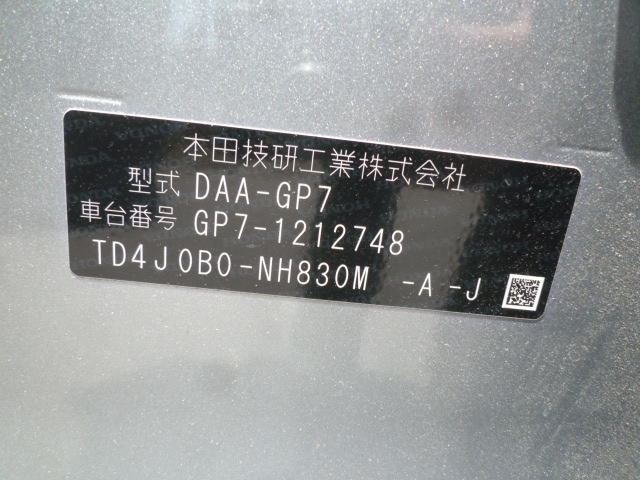 本田技研工業株式会社
型式 DAA-GP7
車台番号 GP7-1212748
TD4J0B0-NH830M -A -J